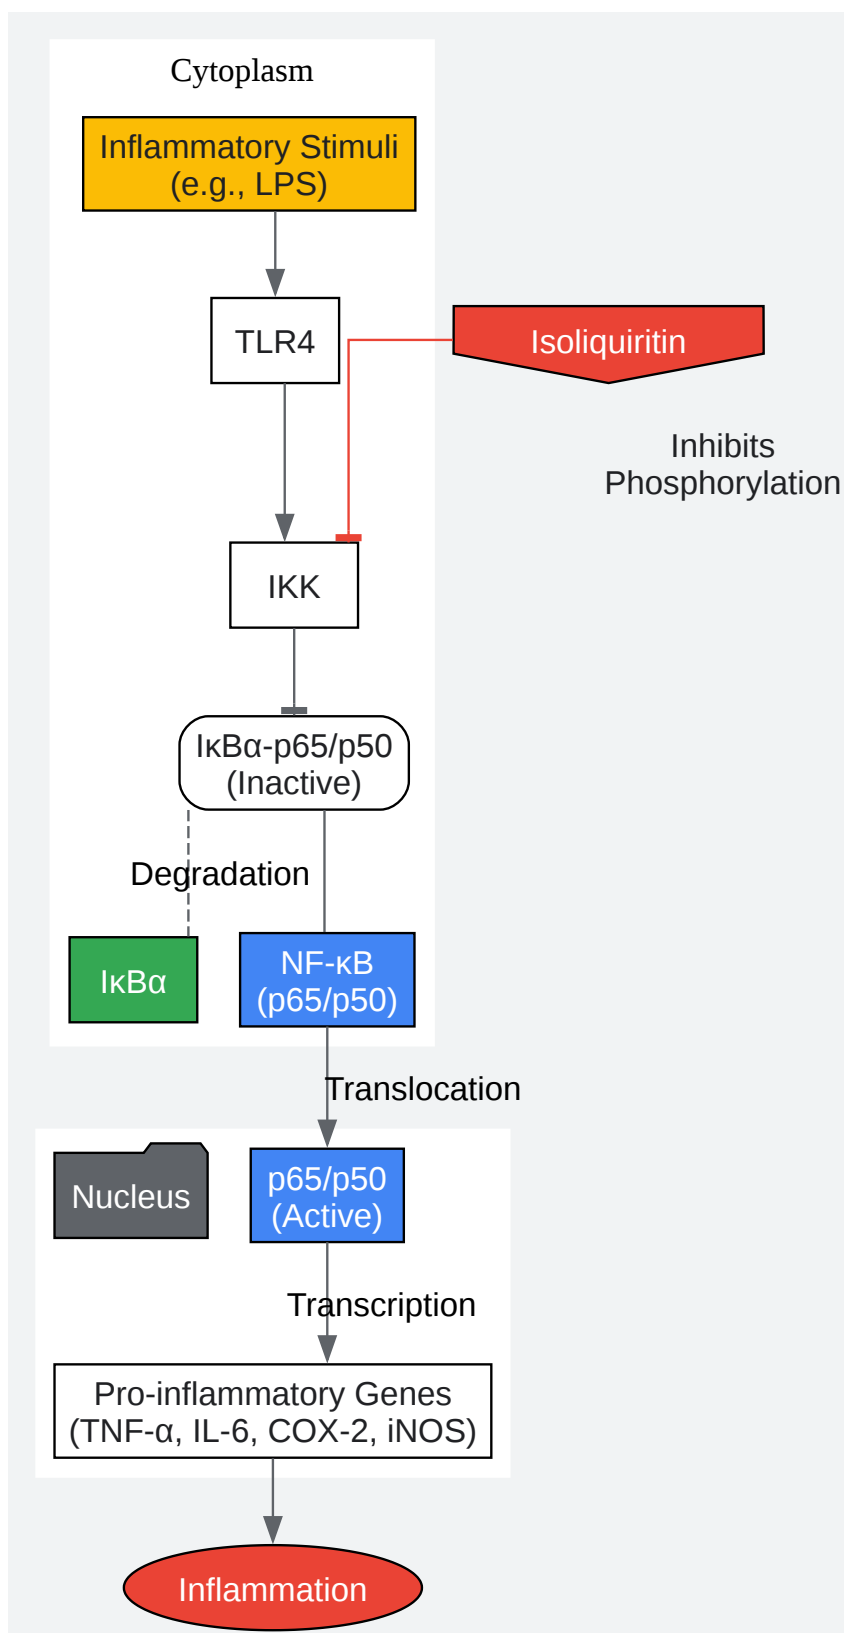 Cytoplasm
Inflammatory Stimuli
(e.g., LPS)
TLR4
Isoliquiritin
Inhibits
Phosphorylation
IKK
IκBα-p65/p50
(Inactive)
Degradation
IκBα
NF-κB
(p65/p50)
Translocation
Nucleus
p65/p50
(Active)
Transcription
Pro-inflammatory Genes
(TNF-α, IL-6, COX-2, iNOS)
Inflammation